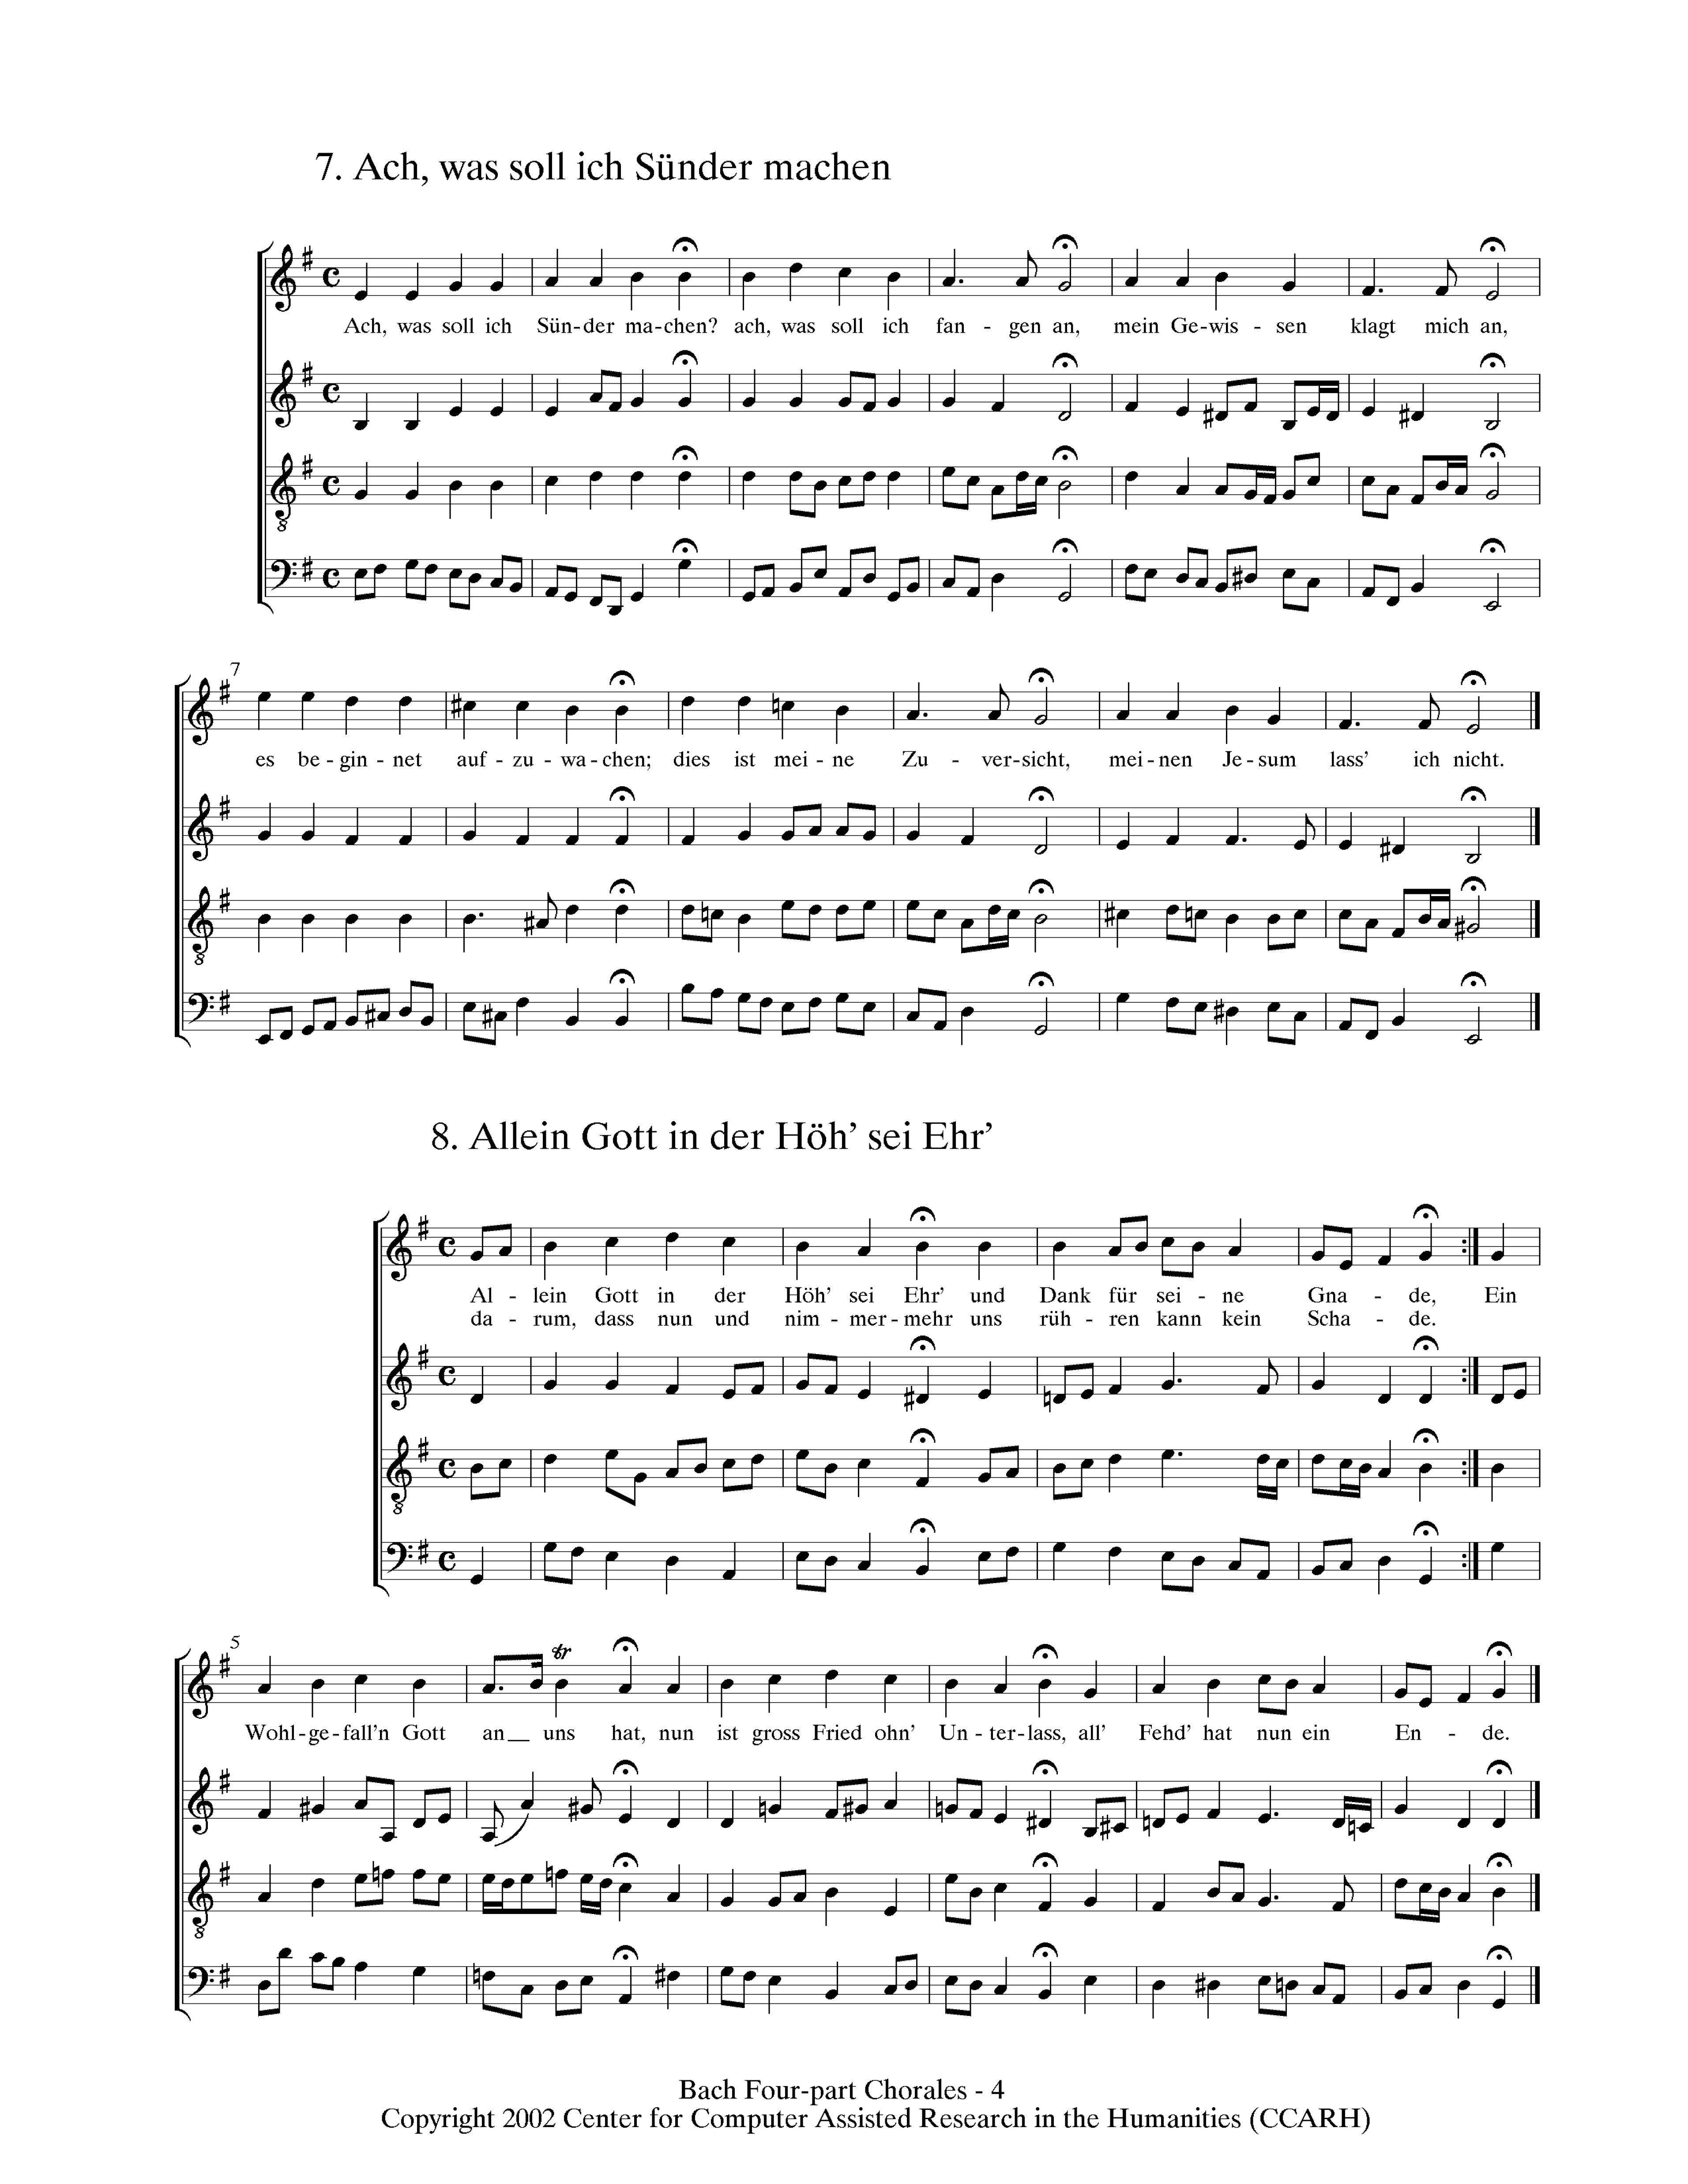 7. Ach, was soll ich Sünder machen
Ach, was soll ich Sün - der ma - chen? ach, was soll ich fan - gen an, mein Ge - wis - sen klagt mich an,
7
es be - gin - net auf - zu - wa - chen; dies ist mei - ne Zu - ver - sicht, mei - nen Je - sum lass' ich nicht.
8. Allein Gott in der Höh' sei Ehr'
Al - lein Gott in der Höh' sei Ehr' und Dank für sei - ne Gna - de, Ein
da - rum, dass nun und nim - mer - mehr uns rüh - ren kann kein Scha - de.
5
Wohl - ge - fall'n Gott an uns hat, nun ist gross Fried ohn' Un - ter - lass, all' Fehd' hat nun ein En - de.
Bach Four-part Chorales - 4
Copyright 2002 Center for Computer Assisted Research in the Humanities (CCARH)